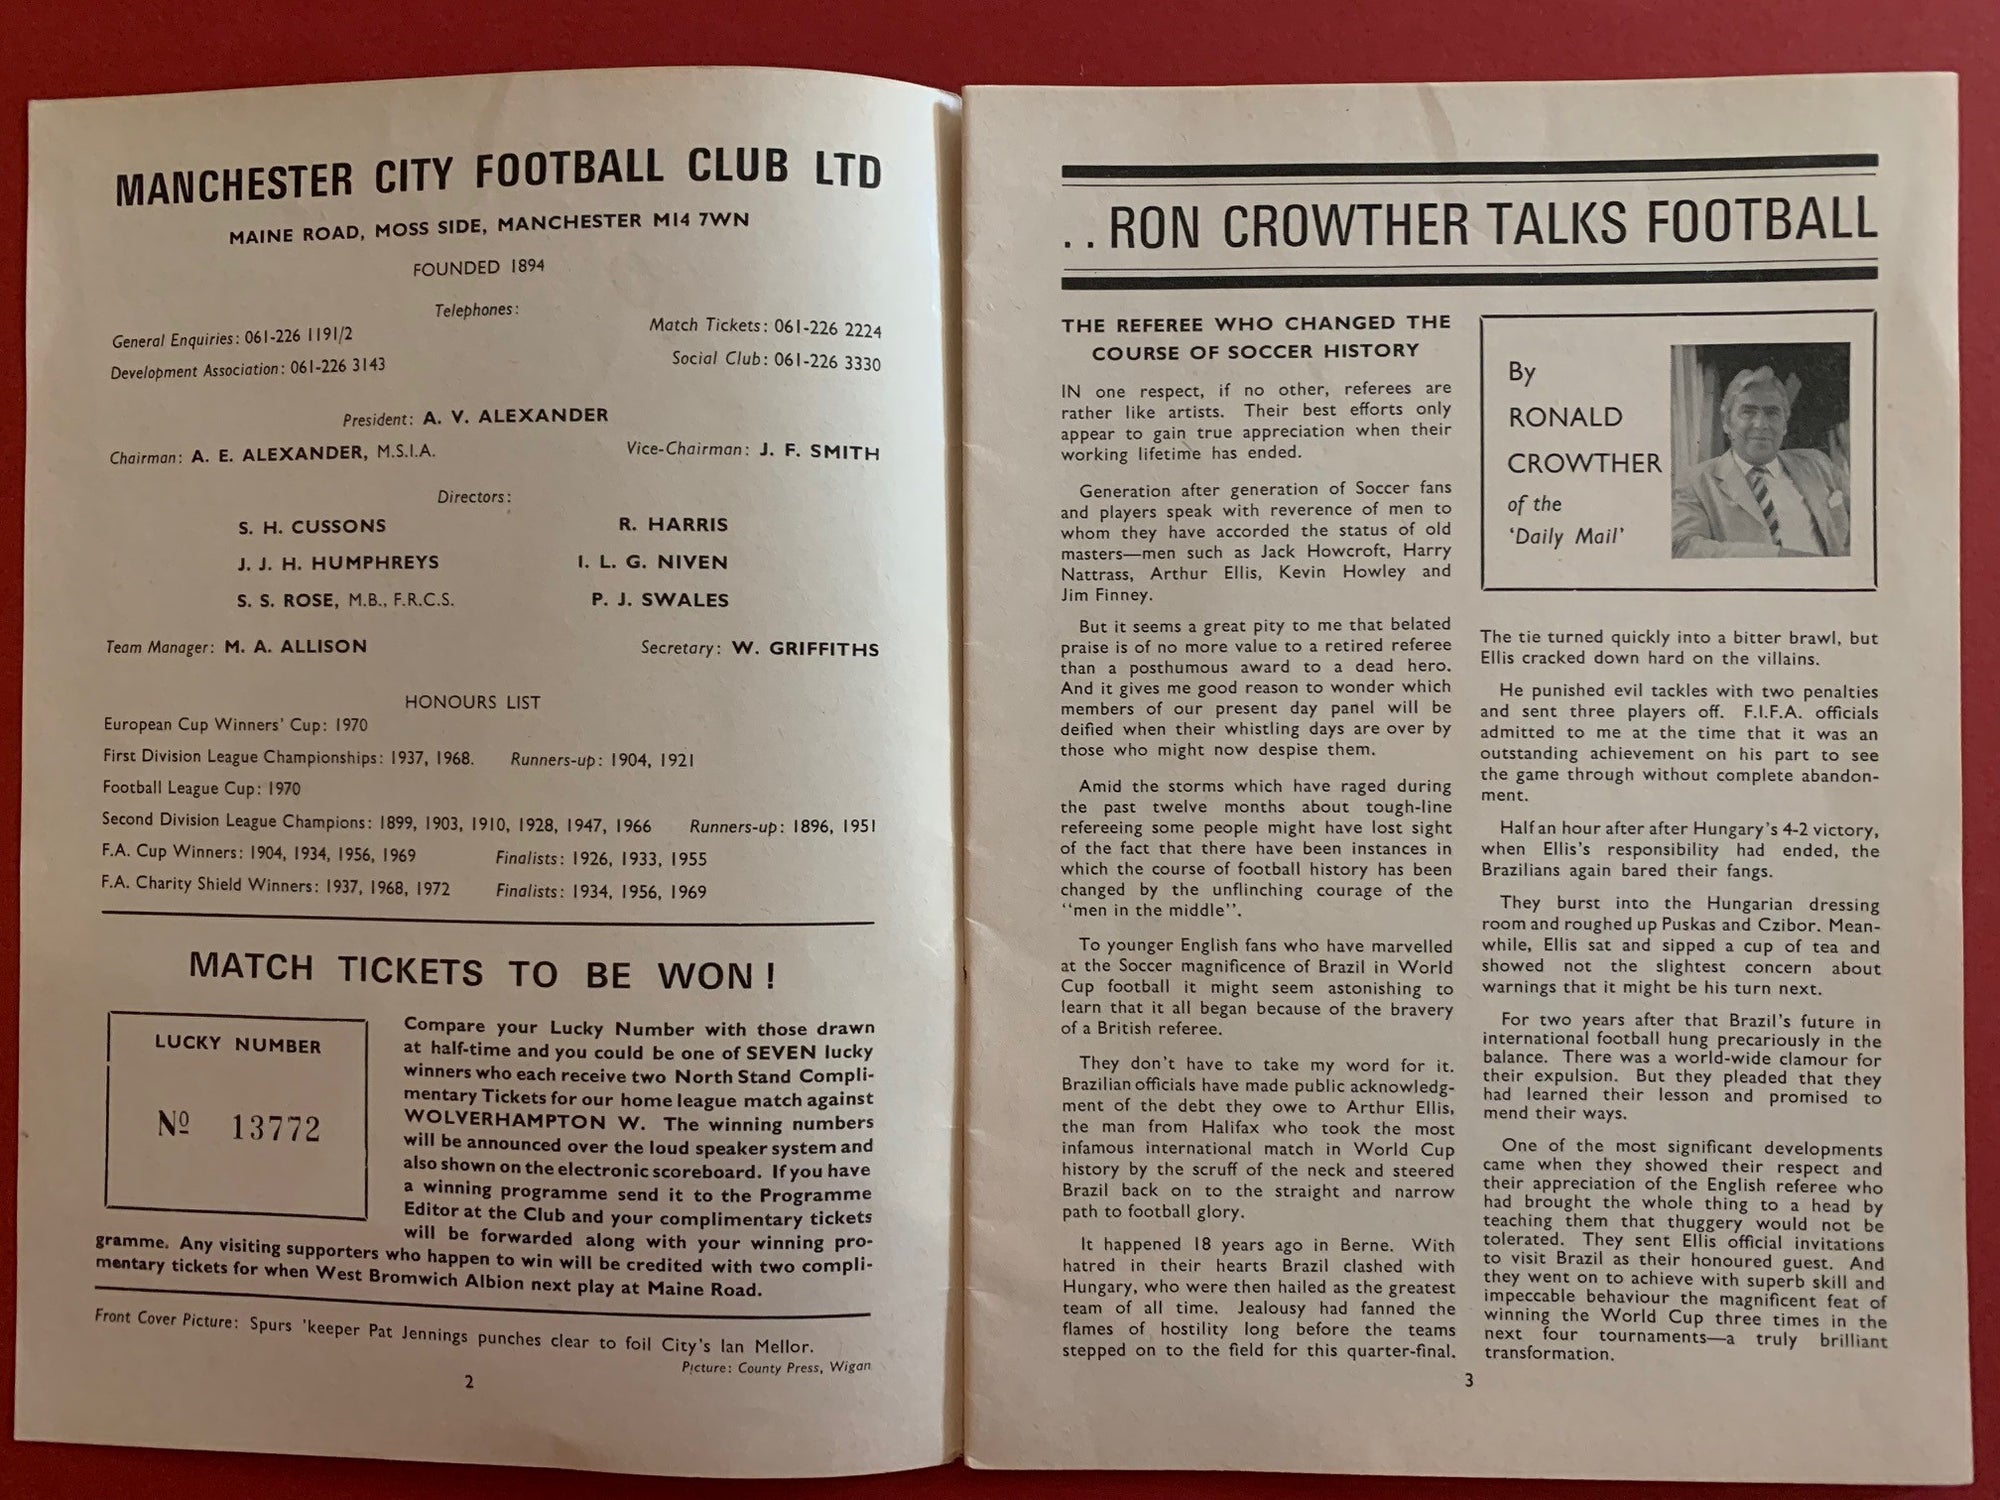 MANCHESTER CITY FOOTBALL CLUB LTD
MAINE ROAD, MOSS SIDE, MANCHESTER M14 7WN
FOUNDED 1894
Telephones:
General Enquiries: 061-226 1191/2
Match Tickets: 061-226 2224
Development Association: 061-226 3143
Social Club: 061-226 3330
President: A. V. ALEXANDER
Chairman: A. E. ALEXANDER, M.S.I.A.
Vice-Chairman: J. F. SMITH
Directors:
S. H. CUSSONS
R. HARRIS
J. J. H. HUMPHREYS
I. L. G. NIVEN
S. S. ROSE, M.B., F.R.C.S.
P. J. SWALES
Team Manager: M. A. ALLISON
Secretary: W. GRIFFITHS
HONOURS LIST
European Cup Winners' Cup: 1970
First Division League Championships: 1937, 1968. Runners-up: 1904, 1921
Football League Cup: 1970
Second Division League Champions: 1899, 1903, 1910, 1928, 1947, 1966 Runners-up: 1896, 1951
F.A. Cup Winners: 1904, 1934, 1956, 1969 Finalists: 1926, 1933, 1955
F.A. Charity Shield Winners: 1937, 1968, 1972 Finalists: 1934, 1956, 1969
MATCH TICKETS TO BE WON!
LUCKY NUMBER
Nº 13772
Compare your Lucky Number with those drawn
at half-time and you could be one of SEVEN lucky
winners who each receive two North Stand Compli-
mentary Tickets for our home league match against
WOLVERHAMPTON W. The winning numbers
will be announced over the loud speaker system and
also shown on the electronic scoreboard. If you have
a winning programme send it to the Programme
Editor at the Club and your complimentary tickets
will be forwarded along with your winning pro-
gramme. Any visiting supporters who happen to win will be credited with two compli-
mentary tickets for when West Bromwich Albion next play at Maine Road.
Front Cover Picture: Spurs 'keeper Pat Jennings punches clear to foil City's Ian Mellor.
Picture: County Press, Wigan
2
..RON CROWTHER TALKS FOOTBALL
THE REFEREE WHO CHANGED THE
COURSE OF SOCCER HISTORY
IN one respect, if no other, referees are
rather like artists. Their best efforts only
appear to gain true appreciation when their
working lifetime has ended.
Generation after generation of Soccer fans
and players speak with reverence of men to
whom they have accorded the status of old
masters—men such as Jack Howcroft, Harry
Nattrass, Arthur Ellis, Kevin Howley and
Jim Finney.
But it seems a great pity to me that belated
praise is of no more value to a retired referee
than a posthumous award to a dead hero.
And it gives me good reason to wonder which
members of our present day panel will be
deified when their whistling days are over by
those who might now despise them.
Amid the storms which have raged during
the past twelve months about tough-line
refereeing some people might have lost sight
of the fact that there have been instances in
which the course of football history has been
changed by the unflinching courage of the
"men in the middle".
To younger English fans who have marvelled
at the Soccer magnificence of Brazil in World
Cup football it might seem astonishing to
learn that it all began because of the bravery
of a British referee.
They don't have to take my word for it.
Brazilian officials have made public acknowledg-
ment of the debt they owe to Arthur Ellis,
the man from Halifax who took the most
infamous international match in World Cup
history by the scruff of the neck and steered
Brazil back on to the straight and narrow
path to football glory.
It happened 18 years ago in Berne. With
hatred in their hearts Brazil clashed with
Hungary, who were then hailed as the greatest
team of all time. Jealousy had fanned the
flames of hostility long before the teams
stepped on to the field for this quarter-final.
By
RONALD
CROWTHER
of the
'Daily Mail'
The tie turned quickly into a bitter brawl, but
Ellis cracked down hard on the villains.
He punished evil tackles with two penalties
and sent three players off. F.I.F.A. officials
admitted to me at the time that it was an
outstanding achievement on his part to see
the game through without complete abandon-
ment.
Half an hour after after Hungary's 4-2 victory,
when Ellis's responsibility had ended, the
Brazilians again bared their fangs.
They burst into the Hungarian dressing
room and roughed up Puskas and Czibor. Mean-
while, Ellis sat and sipped a cup of tea and
showed not the slightest concern about
warnings that it might be his turn next.
For two years after that Brazil's future in
international football hung precariously in the
balance. There was a world-wide clamour for
their expulsion. But they pleaded that they
had learned their lesson and promised to
mend their ways.
One of the most significant developments
came when they showed their respect and
their appreciation of the English referee who
had brought the whole thing to a head by
teaching them that thuggery would not be
tolerated. They sent Ellis official invitations
to visit Brazil as their honoured guest. And
they went on to achieve with superb skill and
impeccable behaviour the magnificent feat of
winning the World Cup three times in the
next four tournaments—a truly brilliant
transformation.
3